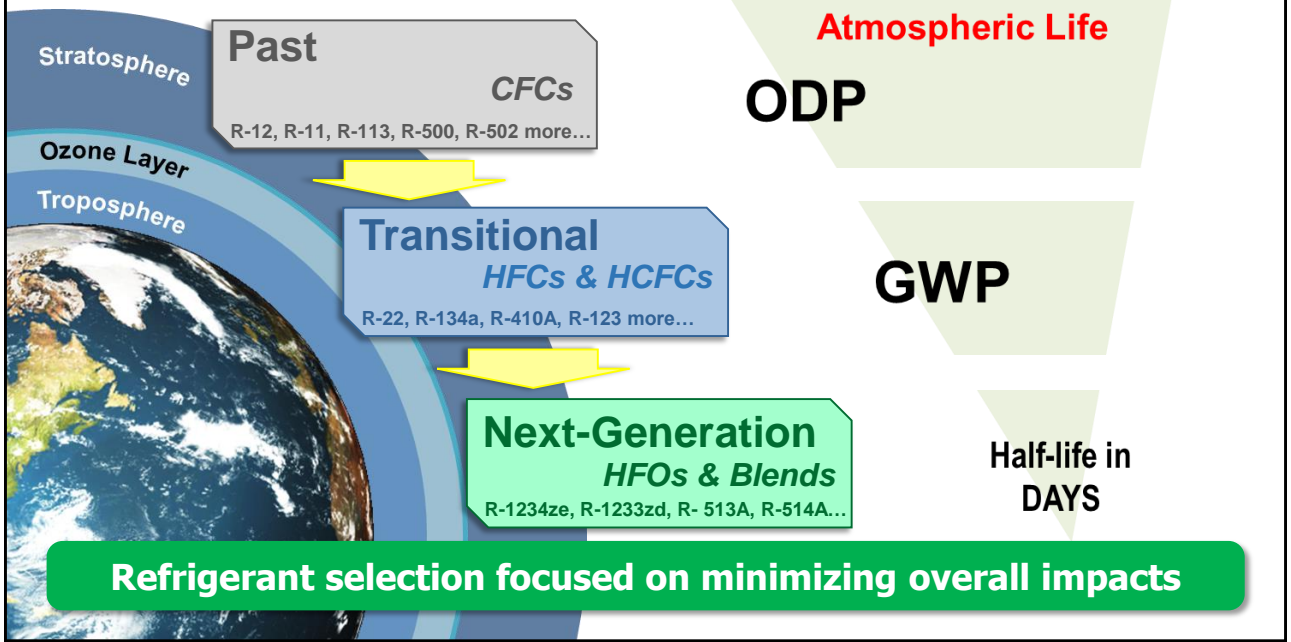 Stratosphere
Ozone Layer
Troposphere
Past
CFCs
R-12, R-11, R-113, R-500, R-502 more…
Transitional
HFCs & HCFCs
R-22, R-134a, R-410A, R-123 more…
Next-Generation
HFOs & Blends
R-1234ze, R-1233zd, R- 513A, R-514A…
Atmospheric Life
ODP
GWP
Half-life in
DAYS
Refrigerant selection focused on minimizing overall impacts